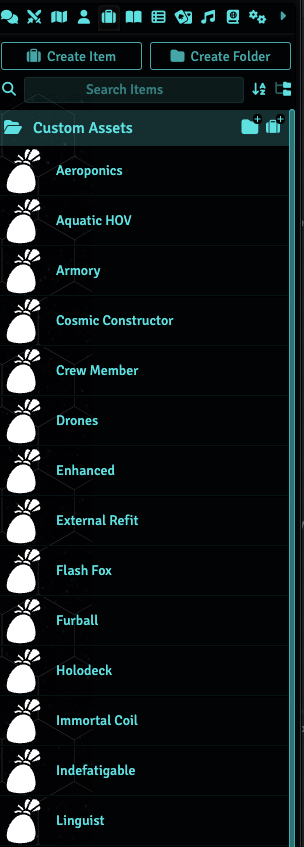 Create Item
Create Folder
Search Items
Custom Assets
Aeroponics
Aquatic HOV
Armory
Cosmic Constructor
Crew Member
Drones
Enhanced
External Refit
Flash Fox
Furball
Holodeck
Immortal Coil
Indefatigable
Linguist